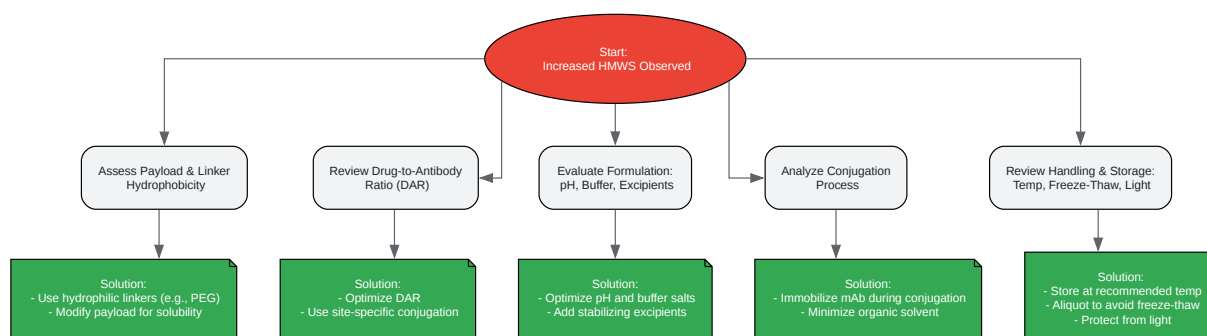 Start:
Increased HMWS Observed
Assess Payload & Linker
Hydrophobicity
Review Drug-to-Antibody
Ratio (DAR)
Evaluate Formulation:
pH, Buffer, Excipients
Analyze Conjugation
Process
Review Handling & Storage:
Temp, Freeze-Thaw, Light
Solution:
- Use hydrophilic linkers (e.g., PEG)
- Modify payload for solubility
Solution:
- Optimize DAR
- Use site-specific conjugation
Solution:
- Optimize pH and buffer salts
- Add stabilizing excipients
Solution:
- Immobilize mAb during conjugation
- Minimize organic solvent
Solution:
- Store at recommended temp
- Aliquot to avoid freeze-thaw
- Protect from light